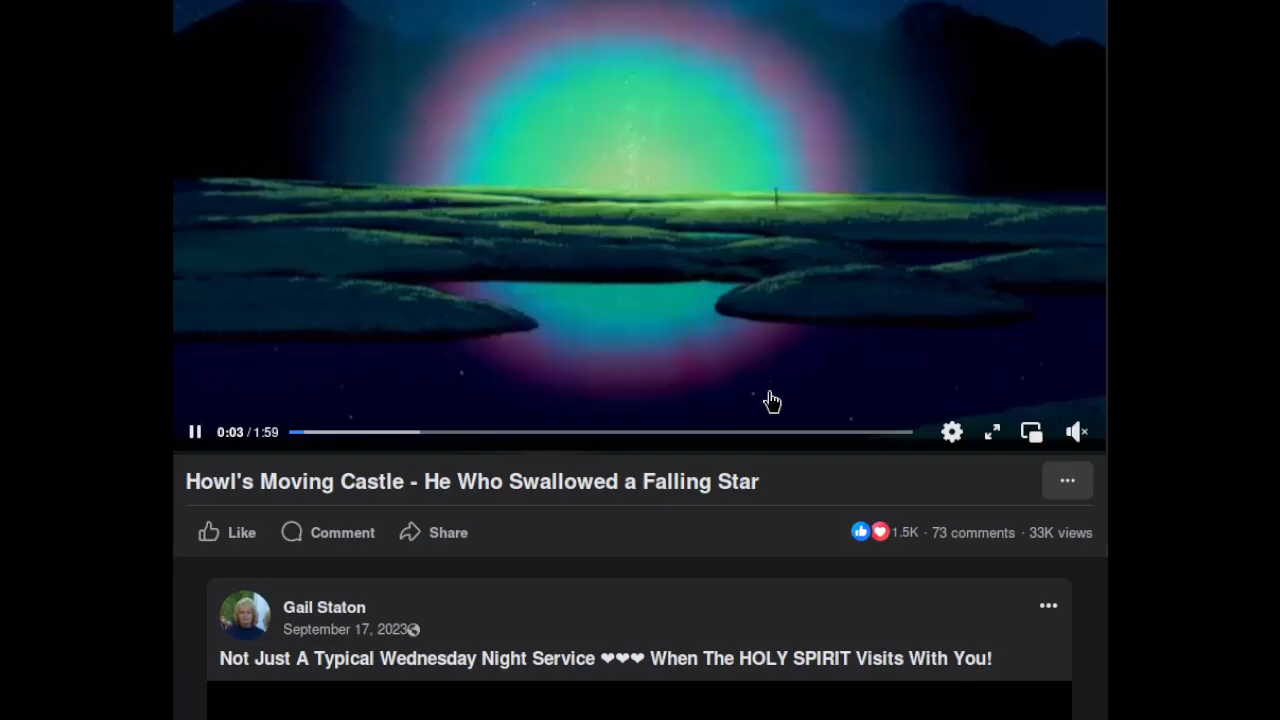 0:03 / 1:59
Howl's Moving Castle - He Who Swallowed a Falling Star
Like Comment Share 1.5K · 73 comments · 33K views
Gail Staton
September 17, 2023
Not Just A Typical Wednesday Night Service ❤❤❤ When The HOLY SPIRIT Visits With You!